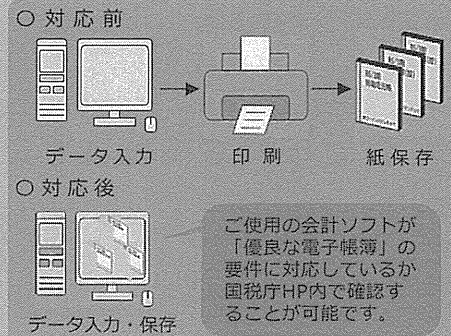 ○ 対応前
データ入力
印刷
紙保存
○ 対応後
データ入力・保存
ご使用の会計ソフトが
「優良な電子帳簿」の
要件に対応しているか
国税庁HP内で確認す
ることが可能です。